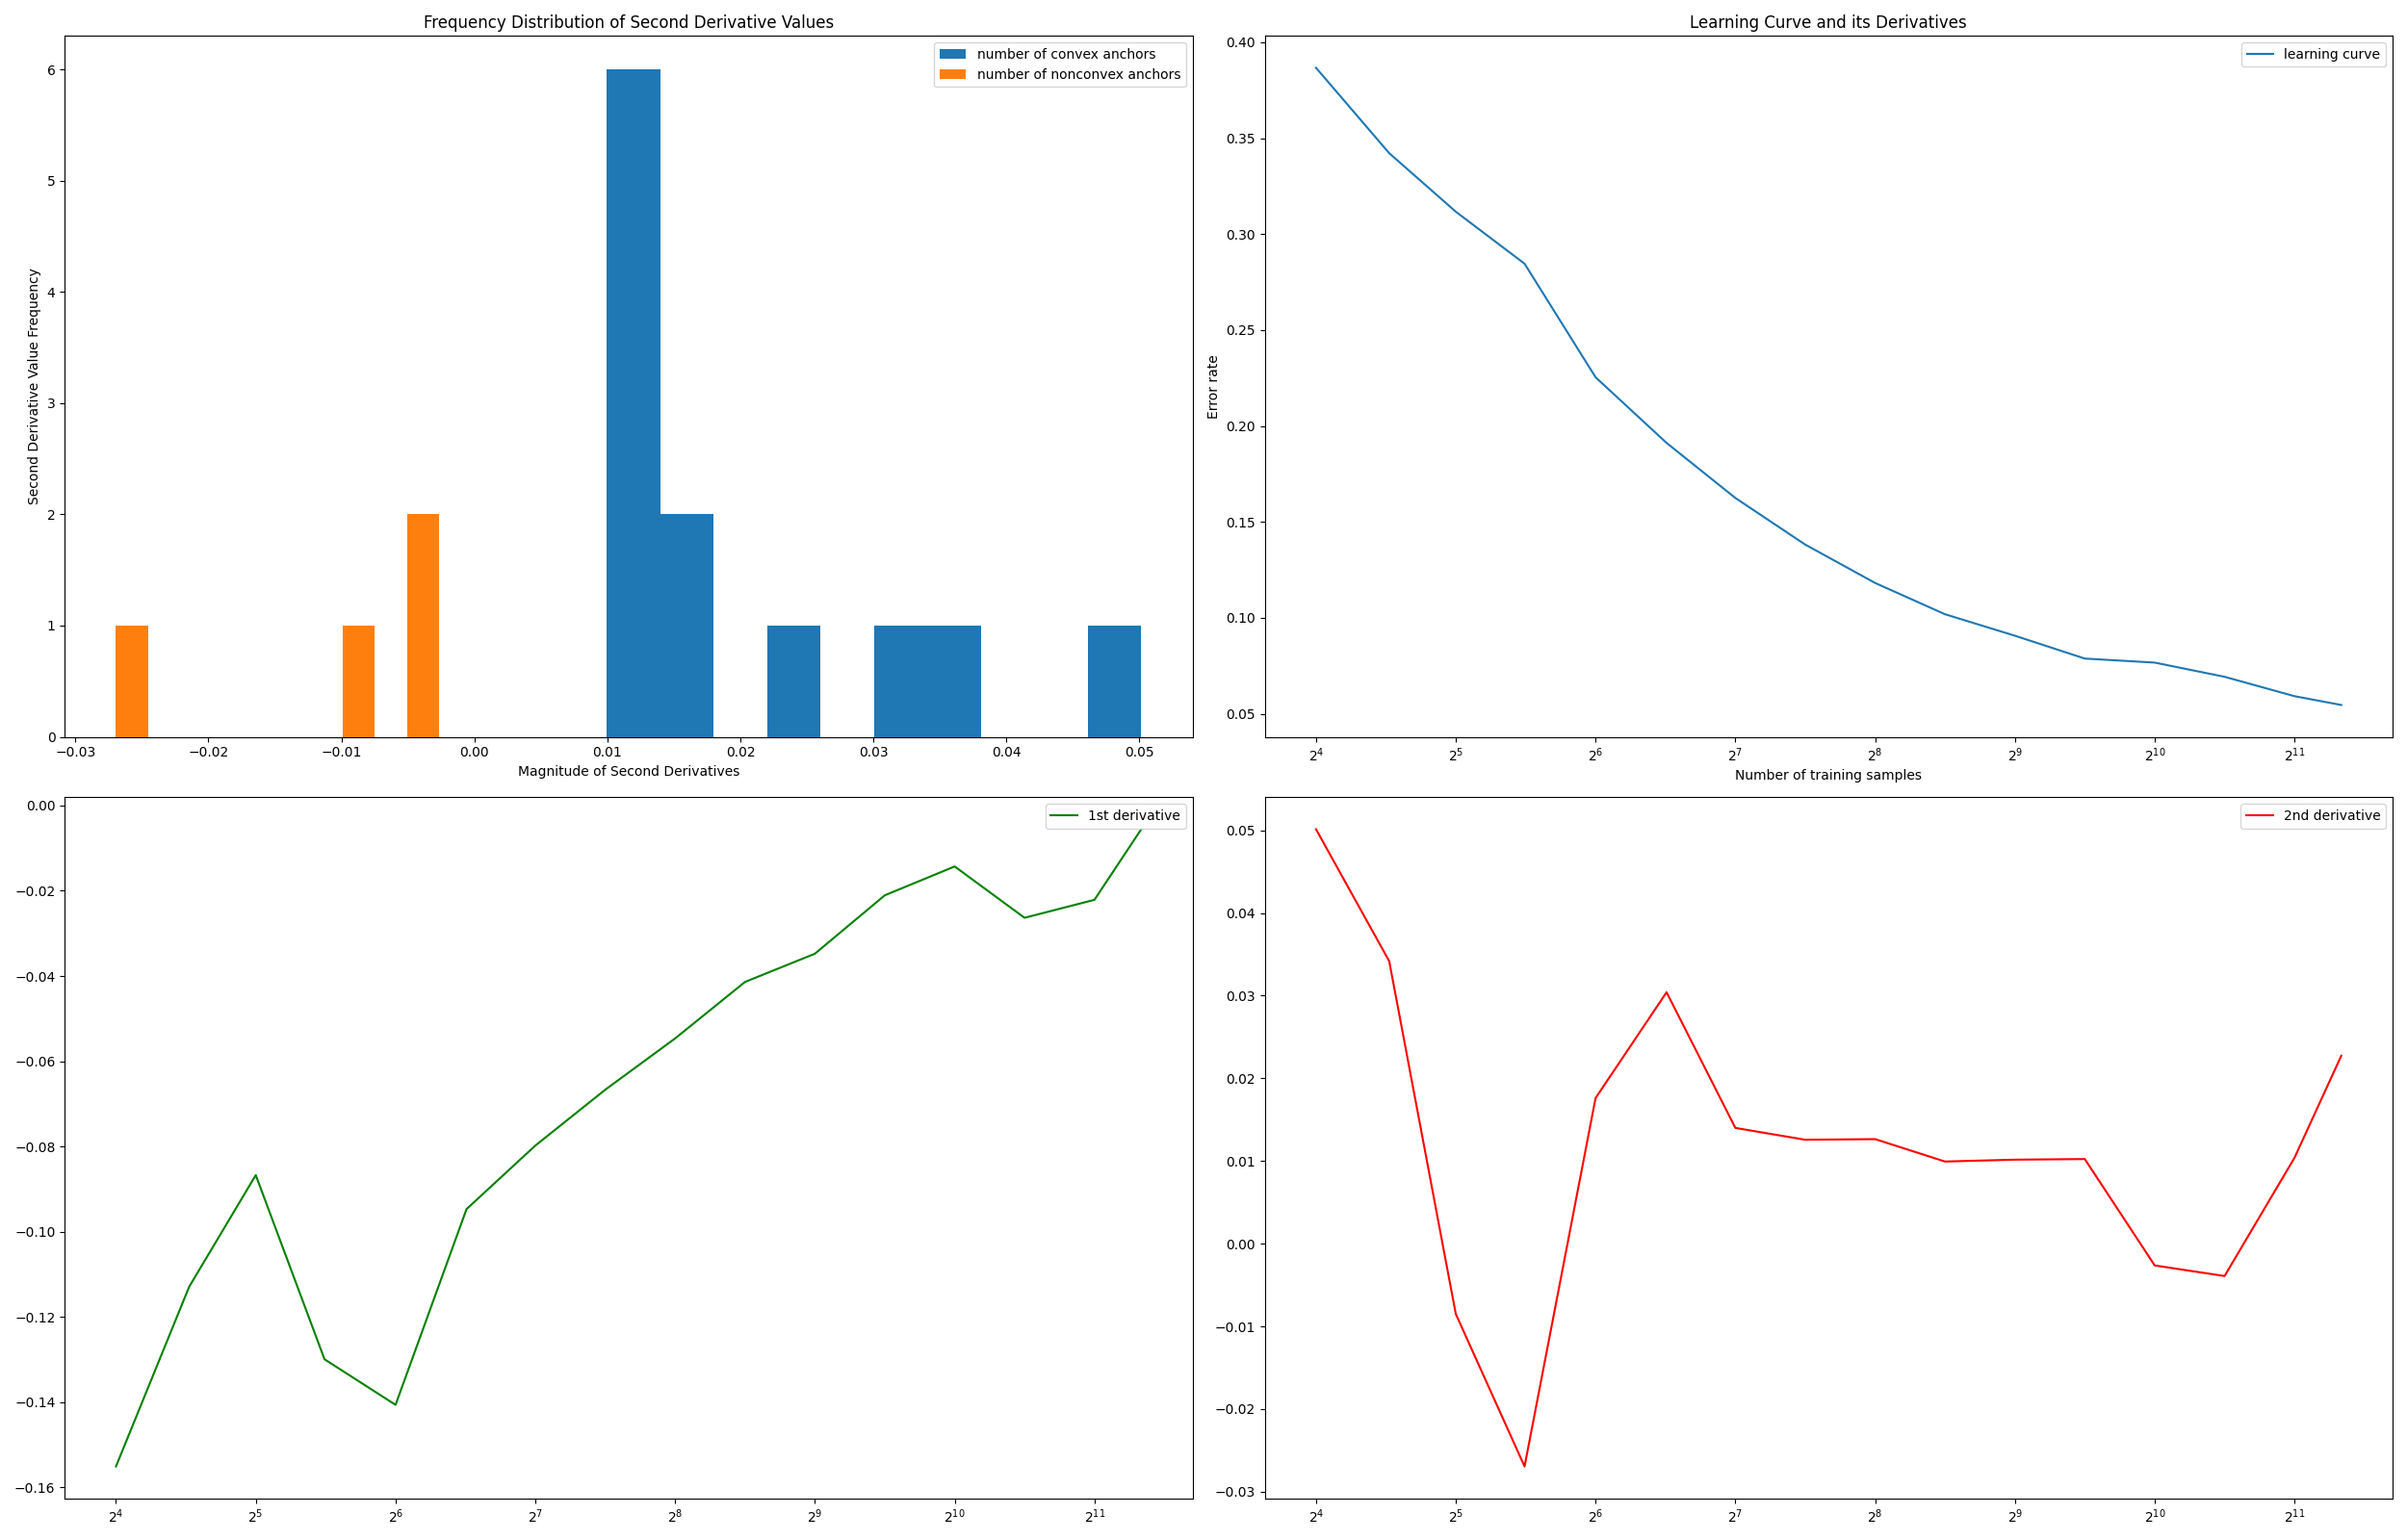 Frequency Distribution of Second Derivative Values
number of convex anchors
number of nonconvex anchors
Second Derivative Value Frequency
6
5
4
3
2
1
0
−0.03 −0.02 −0.01 0.00 0.01 0.02 0.03 0.04 0.05
Magnitude of Second Derivatives
Learning Curve and its Derivatives
learning curve
Error rate
0.40
0.35
0.30
0.25
0.20
0.15
0.10
0.05
2⁴ 2⁵ 2⁶ 2⁷ 2⁸ 2⁹ 2¹⁰ 2¹¹
Number of training samples
1st derivative
0.00
−0.02
−0.04
−0.06
−0.08
−0.10
−0.12
−0.14
−0.16
2⁴ 2⁵ 2⁶ 2⁷ 2⁸ 2⁹ 2¹⁰ 2¹¹
2nd derivative
0.05
0.04
0.03
0.02
0.01
0.00
−0.01
−0.02
−0.03
2⁴ 2⁵ 2⁶ 2⁷ 2⁸ 2⁹ 2¹⁰ 2¹¹